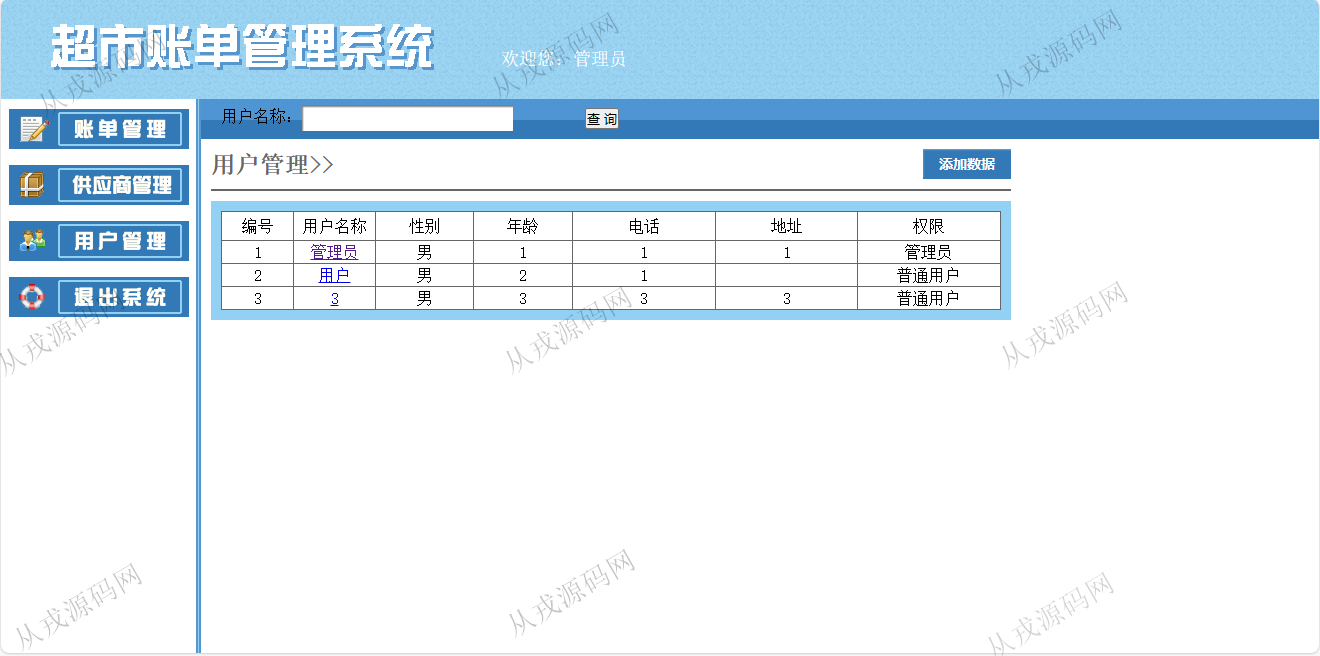 超市账单管理系统
欢迎您：管理员
账单管理
供应商管理
用户管理
退出系统
用户名称： 查 询
用户管理>>
添加数据
编号 用户名称 性别 年龄 电话 地址 权限
1 管理员 男 1 1 1 管理员
2 用户 男 2 1 普通用户
3 3 男 3 3 3 普通用户
从戎源码网
从戎源码网
从戎源码网
从戎源码网
从戎源码网
从戎源码网
从戎源码网
从戎源码网
从戎源码网